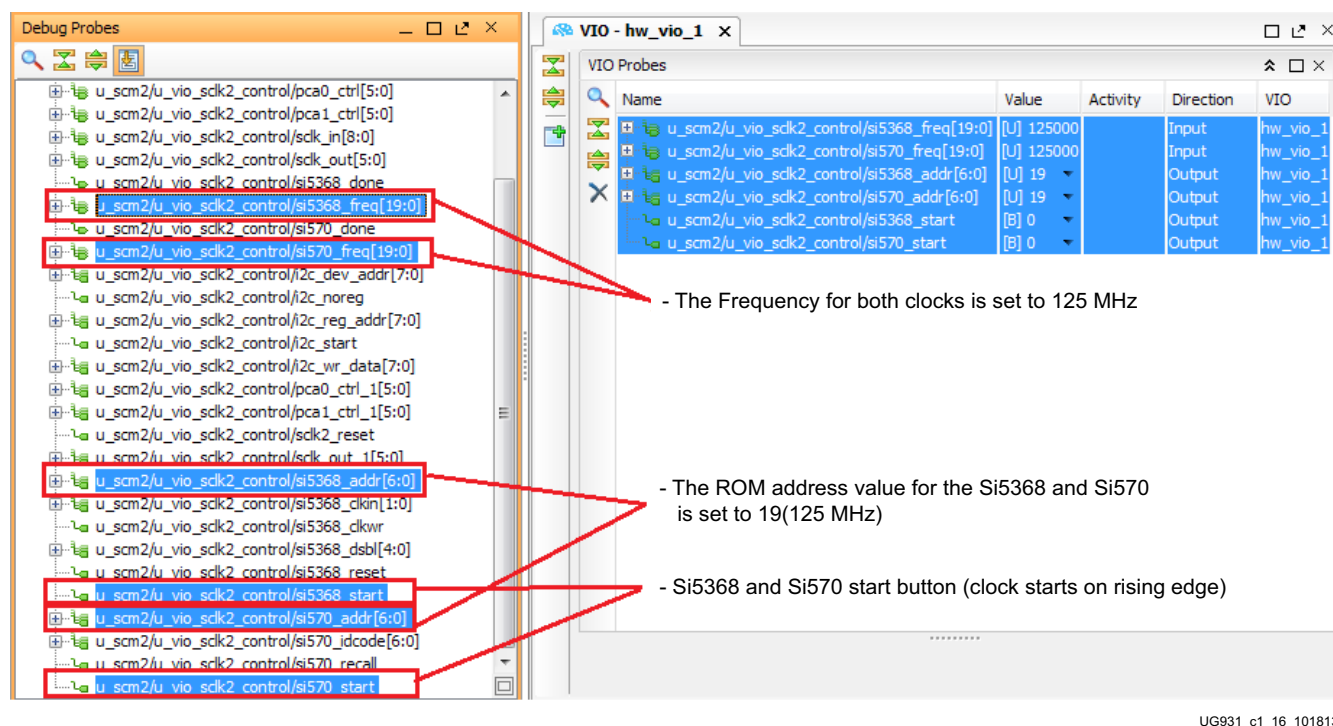 Debug Probes
u_scm2/u_vio_sclk2_control/pca0_ctrl[5:0]
u_scm2/u_vio_sclk2_control/pca1_ctrl[5:0]
u_scm2/u_vio_sclk2_control/sclk_in[8:0]
u_scm2/u_vio_sclk2_control/sclk_out[5:0]
u_scm2/u_vio_sclk2_control/si5368_done
u_scm2/u_vio_sclk2_control/si5368_freq[19:0]
u_scm2/u_vio_sclk2_control/si570_done
u_scm2/u_vio_sclk2_control/si570_freq[19:0]
u_scm2/u_vio_sclk2_control/i2c_dev_addr[7:0]
u_scm2/u_vio_sclk2_control/i2c_noreg
u_scm2/u_vio_sclk2_control/i2c_reg_addr[7:0]
u_scm2/u_vio_sclk2_control/i2c_start
u_scm2/u_vio_sclk2_control/i2c_wr_data[7:0]
u_scm2/u_vio_sclk2_control/pca0_ctrl_1[5:0]
u_scm2/u_vio_sclk2_control/pca1_ctrl_1[5:0]
u_scm2/u_vio_sclk2_control/sclk2_reset
u_scm2/u_vio_sclk2_control/sclk_out_1[5:0]
u_scm2/u_vio_sclk2_control/si5368_addr[6:0]
u_scm2/u_vio_sclk2_control/si5368_clkin[1:0]
u_scm2/u_vio_sclk2_control/si5368_clkwr
u_scm2/u_vio_sclk2_control/si5368_dsbl[4:0]
u_scm2/u_vio_sclk2_control/si5368_reset
u_scm2/u_vio_sclk2_control/si5368_start
u_scm2/u_vio_sclk2_control/si570_addr[6:0]
u_scm2/u_vio_sclk2_control/si570_idcode[6:0]
u_scm2/u_vio_sclk2_control/si570_recall
u_scm2/u_vio_sclk2_control/si570_start
VIO - hw_vio_1
VIO Probes
Name Value Activity Direction VIO
u_scm2/u_vio_sclk2_control/si5368_freq[19:0] [U] 125000 Input hw_vio_1
u_scm2/u_vio_sclk2_control/si570_freq[19:0] [U] 125000 Input hw_vio_1
u_scm2/u_vio_sclk2_control/si5368_addr[6:0] [U] 19 Output hw_vio_1
u_scm2/u_vio_sclk2_control/si570_addr[6:0] [U] 19 Output hw_vio_1
u_scm2/u_vio_sclk2_control/si5368_start [B] 0 Output hw_vio_1
u_scm2/u_vio_sclk2_control/si570_start [B] 0 Output hw_vio_1
- The Frequency for both clocks is set to 125 MHz
- The ROM address value for the Si5368 and Si570
is set to 19(125 MHz)
- Si5368 and Si570 start button (clock starts on rising edge)
UG931_c1_16_101813